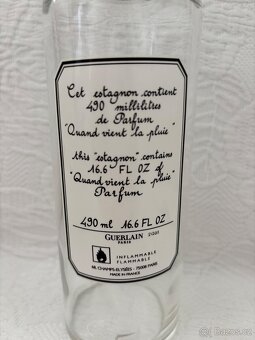 Cet estagnon contient
490 millilitres
de Parfum
"Quand vient la pluie"
this "estagnon" contains
16.6 FL OZ of
"Quand vient la pluie"
Parfum
490 ml 16.6 FL OZ
GUERLAIN
PARIS
INFLAMMABLE
FLAMMABLE
68, CHAMPS-ELYSÉES - 75008 PARIS
MADE IN FRANCE